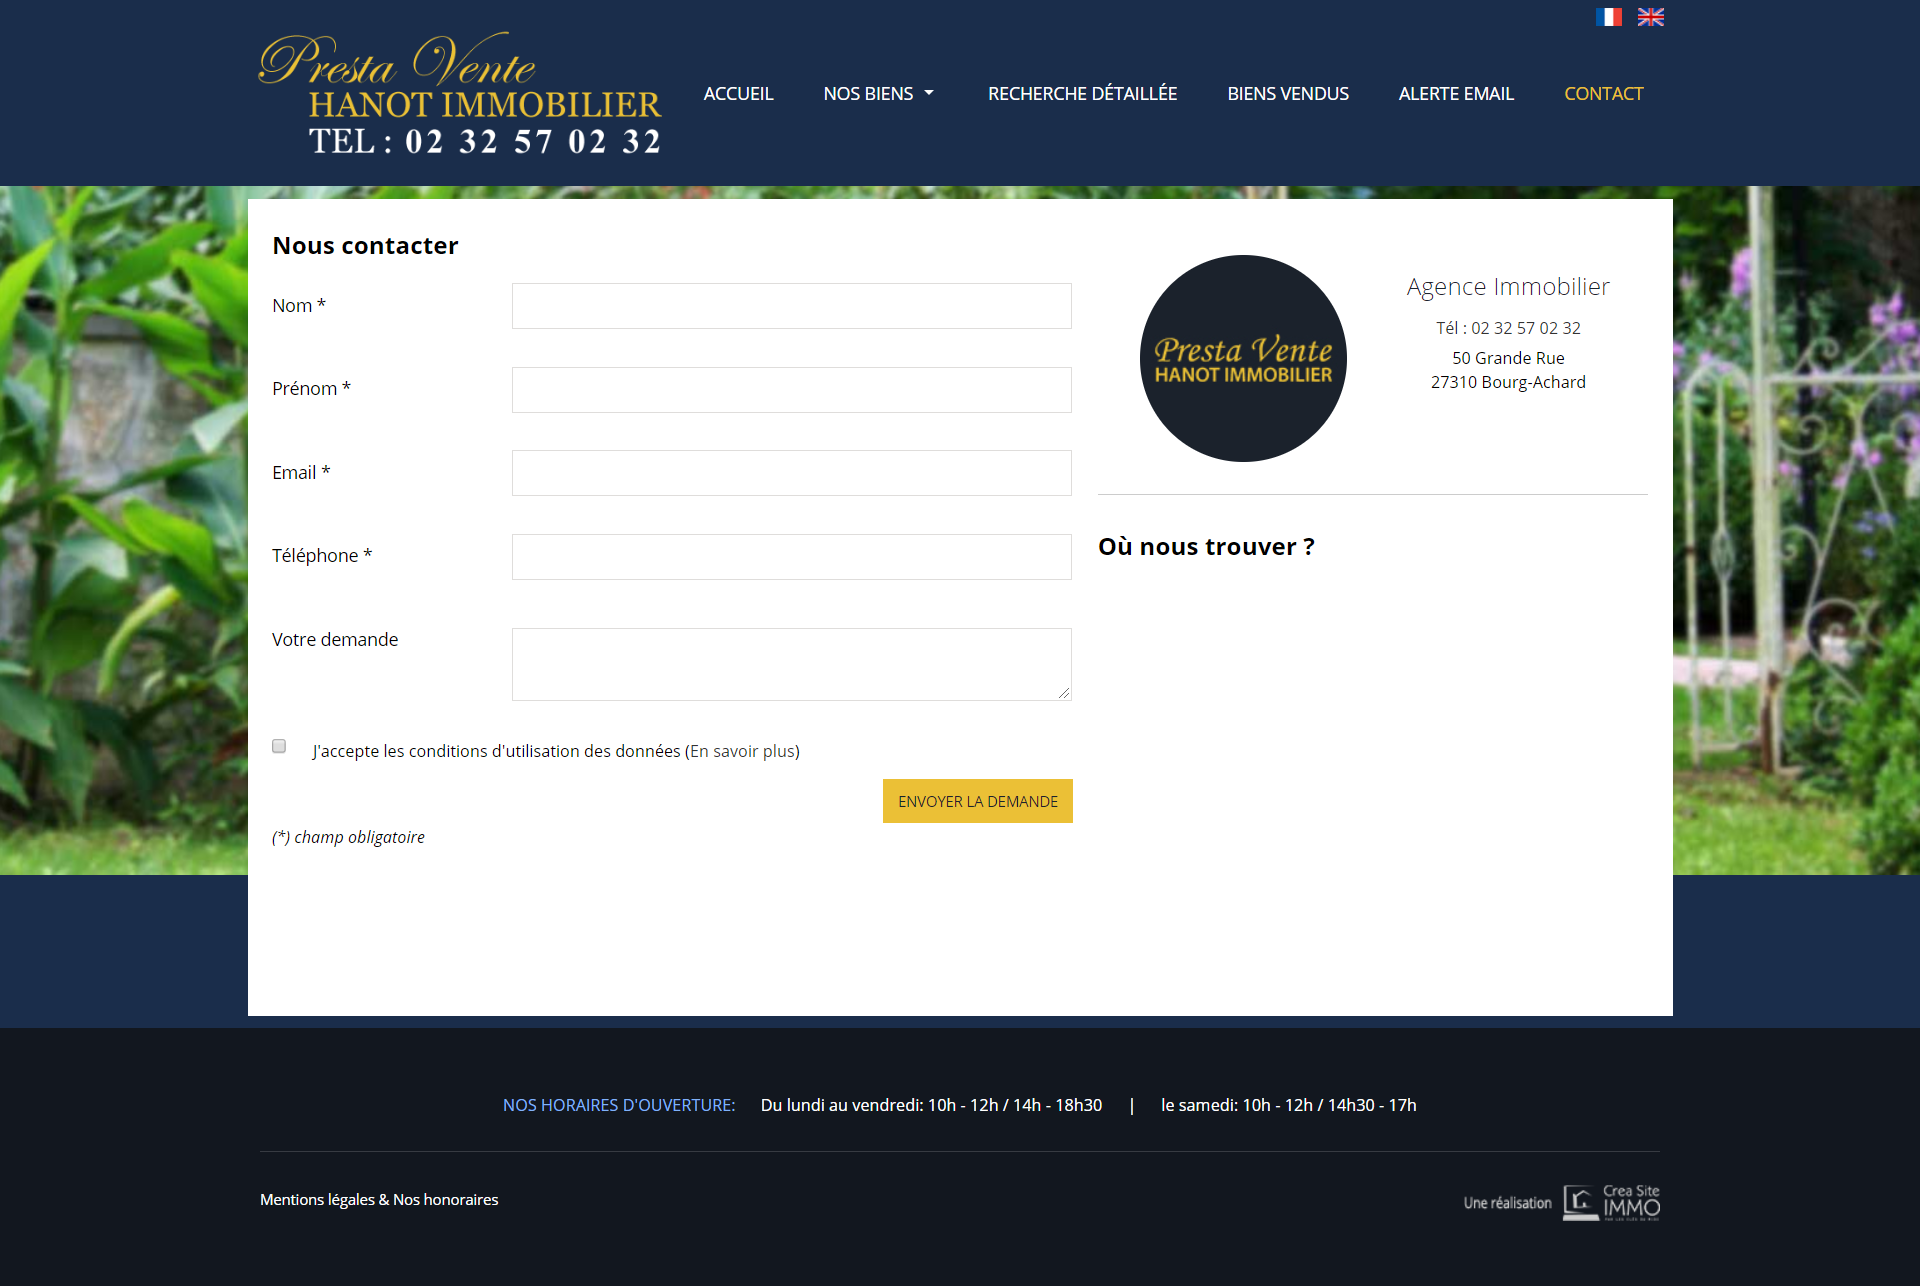 Presta Vente
HANOT IMMOBILIER
TEL : 02 32 57 02 32
ACCUEIL
NOS BIENS
RECHERCHE DÉTAILLÉE
BIENS VENDUS
ALERTE EMAIL
CONTACT
Nous contacter
Nom *
Prénom *
Email *
Téléphone *
Votre demande
J'accepte les conditions d'utilisation des données (En savoir plus)
ENVOYER LA DEMANDE
(*) champ obligatoire
Presta Vente
HANOT IMMOBILIER
Agence Immobilier
Tél : 02 32 57 02 32
50 Grande Rue
27310 Bourg-Achard
Où nous trouver ?
NOS HORAIRES D'OUVERTURE: Du lundi au vendredi: 10h - 12h / 14h - 18h30 | le samedi: 10h - 12h / 14h30 - 17h
Mentions légales & Nos honoraires
Une réalisation
Crea Site
IMMO